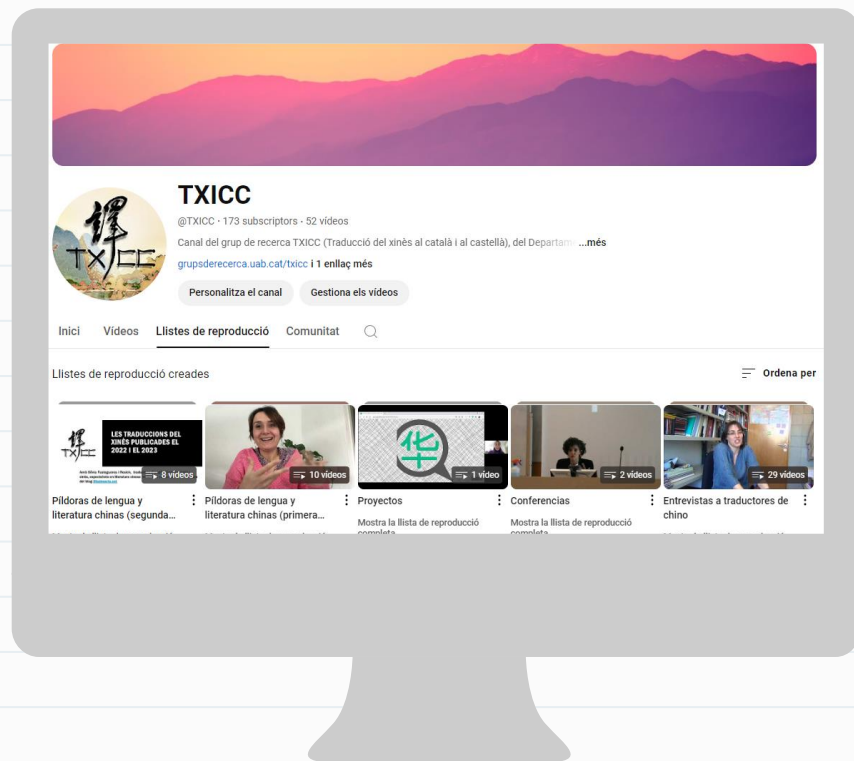 譯
TXICC
TXICC
@TXICC · 173 subscriptors · 52 vídeos
Canal del grup de recerca TXICC (Traducció del xinès al català i al castellà), del Departam ...més
grupsderecerca.uab.cat/txicc i 1 enllaç més
Personalitza el canal Gestiona els vídeos
Inici Vídeos Llistes de reproducció Comunitat
Llistes de reproducció creades
Ordena per
譯
TXICC
LES TRADUCCIONS DEL
XINÈS PUBLICADES EL
2022 I EL 2023
8 vídeos
10 vídeos
华
1 vídeo
2 vídeos
29 vídeos
Píldoras de lengua y
literatura chinas (segunda...
Píldoras de lengua y
literatura chinas (primera...
Proyectos
Mostra la llista de reproducció
completa
Conferencias
Mostra la llista de reproducció
completa
Entrevistas a traductores de
chino